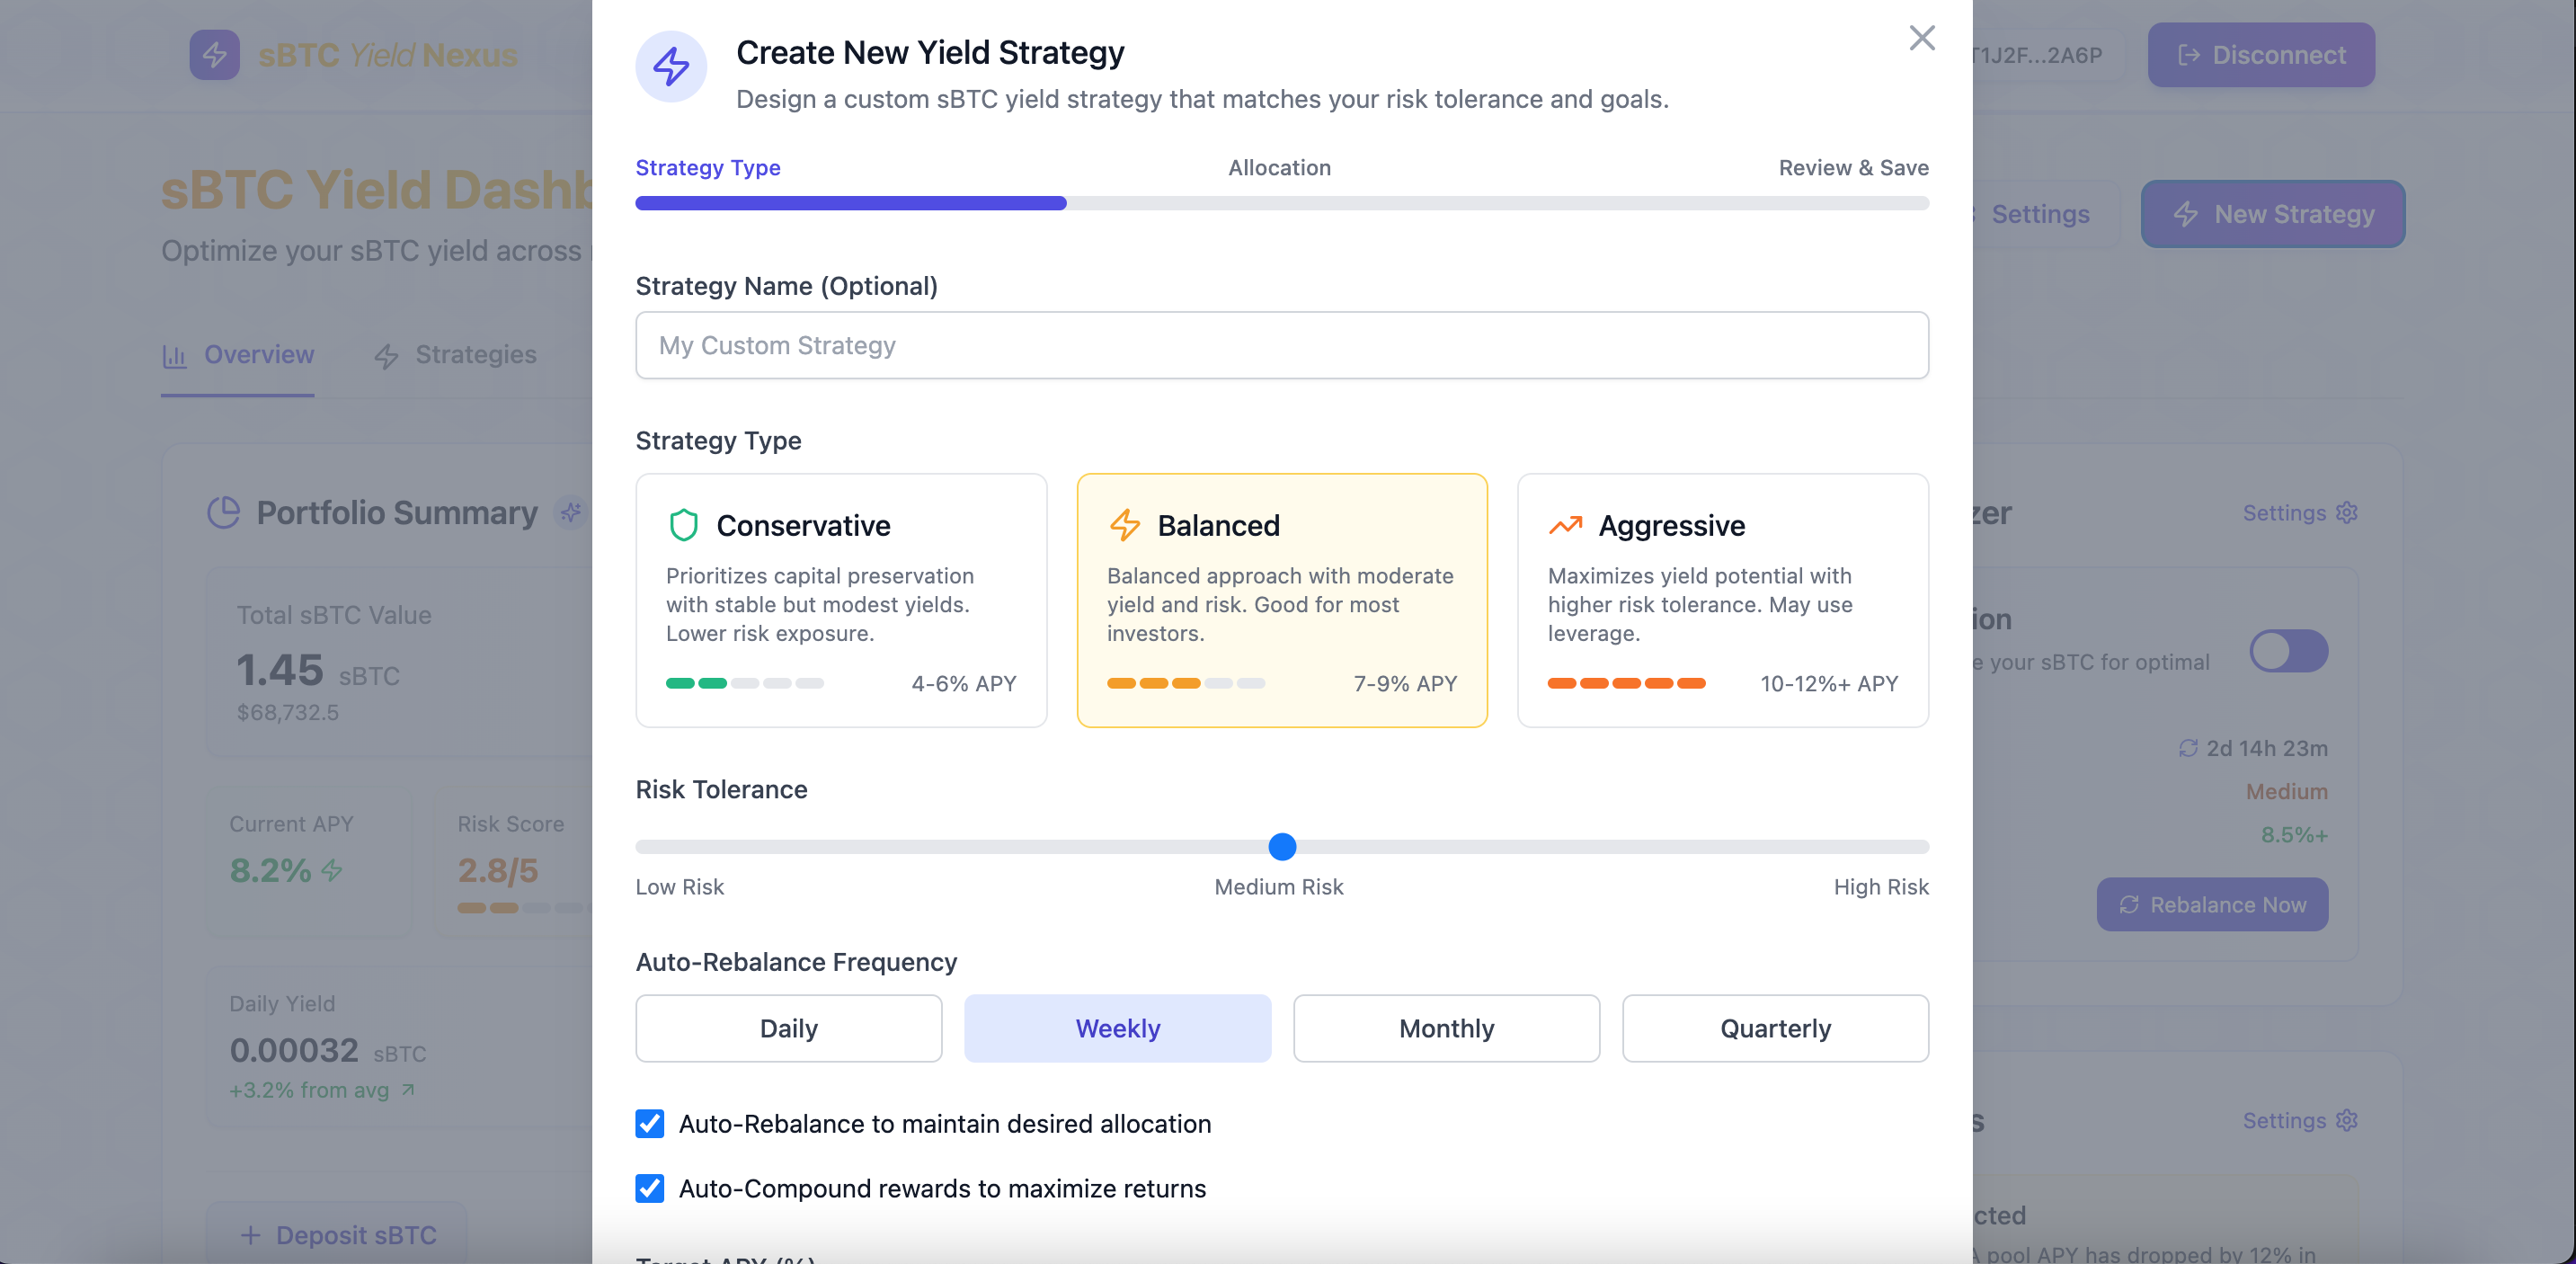 sBTC Yield Nexus
T1J2F...2A6P
Disconnect
sBTC Yield Dashb
Optimize your sBTC yield across
Settings
New Strategy
Overview
Strategies
Portfolio Summary
Total sBTC Value
1.45 sBTC
$68,732.5
Current APY
8.2%
Risk Score
2.8/5
Daily Yield
0.00032 sBTC
+3.2% from avg
Deposit sBTC
Create New Yield Strategy
Design a custom sBTC yield strategy that matches your risk tolerance and goals.
Strategy Type
Allocation
Review & Save
Strategy Name (Optional)
My Custom Strategy
Strategy Type
Conservative
Prioritizes capital preservation
with stable but modest yields.
Lower risk exposure.
4-6% APY
Balanced
Balanced approach with moderate
yield and risk. Good for most
investors.
7-9% APY
Aggressive
Maximizes yield potential with
higher risk tolerance. May use
leverage.
10-12%+ APY
Risk Tolerance
Low Risk
Medium Risk
High Risk
Auto-Rebalance Frequency
Daily
Weekly
Monthly
Quarterly
Auto-Rebalance to maintain desired allocation
Auto-Compound rewards to maximize returns
Target APY (%)
zer
Settings
ion
e your sBTC for optimal
2d 14h 23m
Medium
8.5%+
Rebalance Now
s
Settings
cted
A pool APY has dropped by 12% in